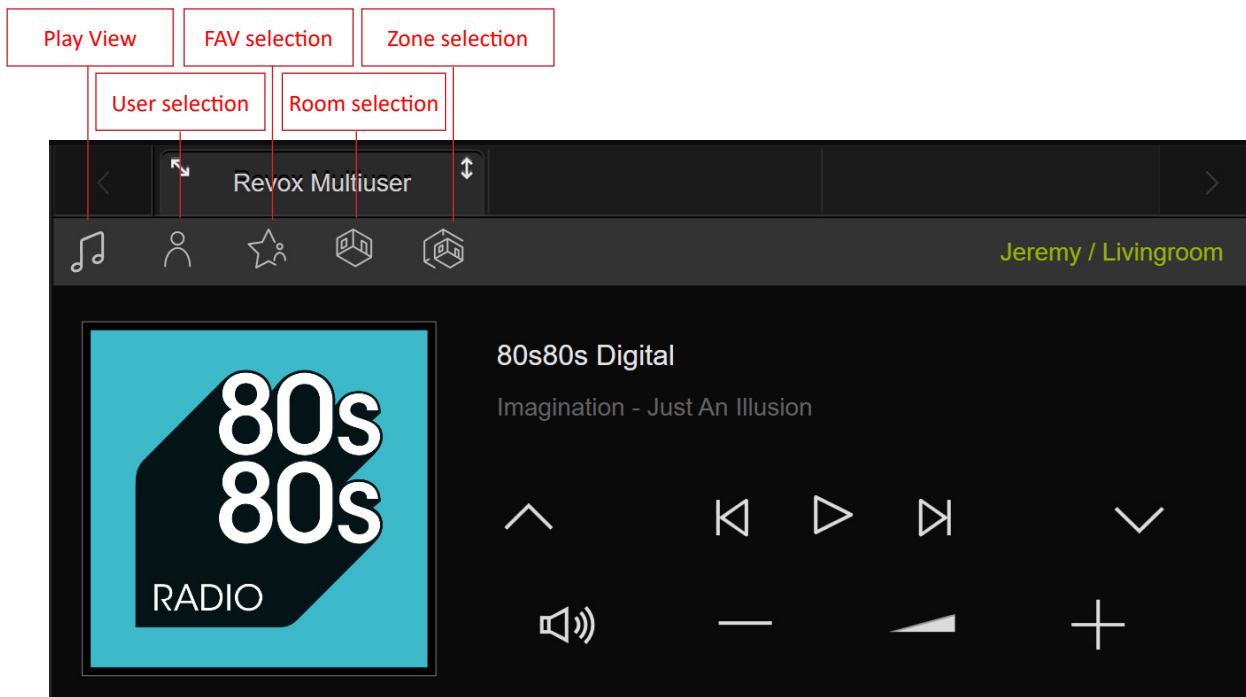 Play View
FAV selection
Zone selection
User selection
Room selection
Revox Multiuser
Jeremy / Livingroom
80s
80s
RADIO
80s80s Digital
Imagination - Just An Illusion